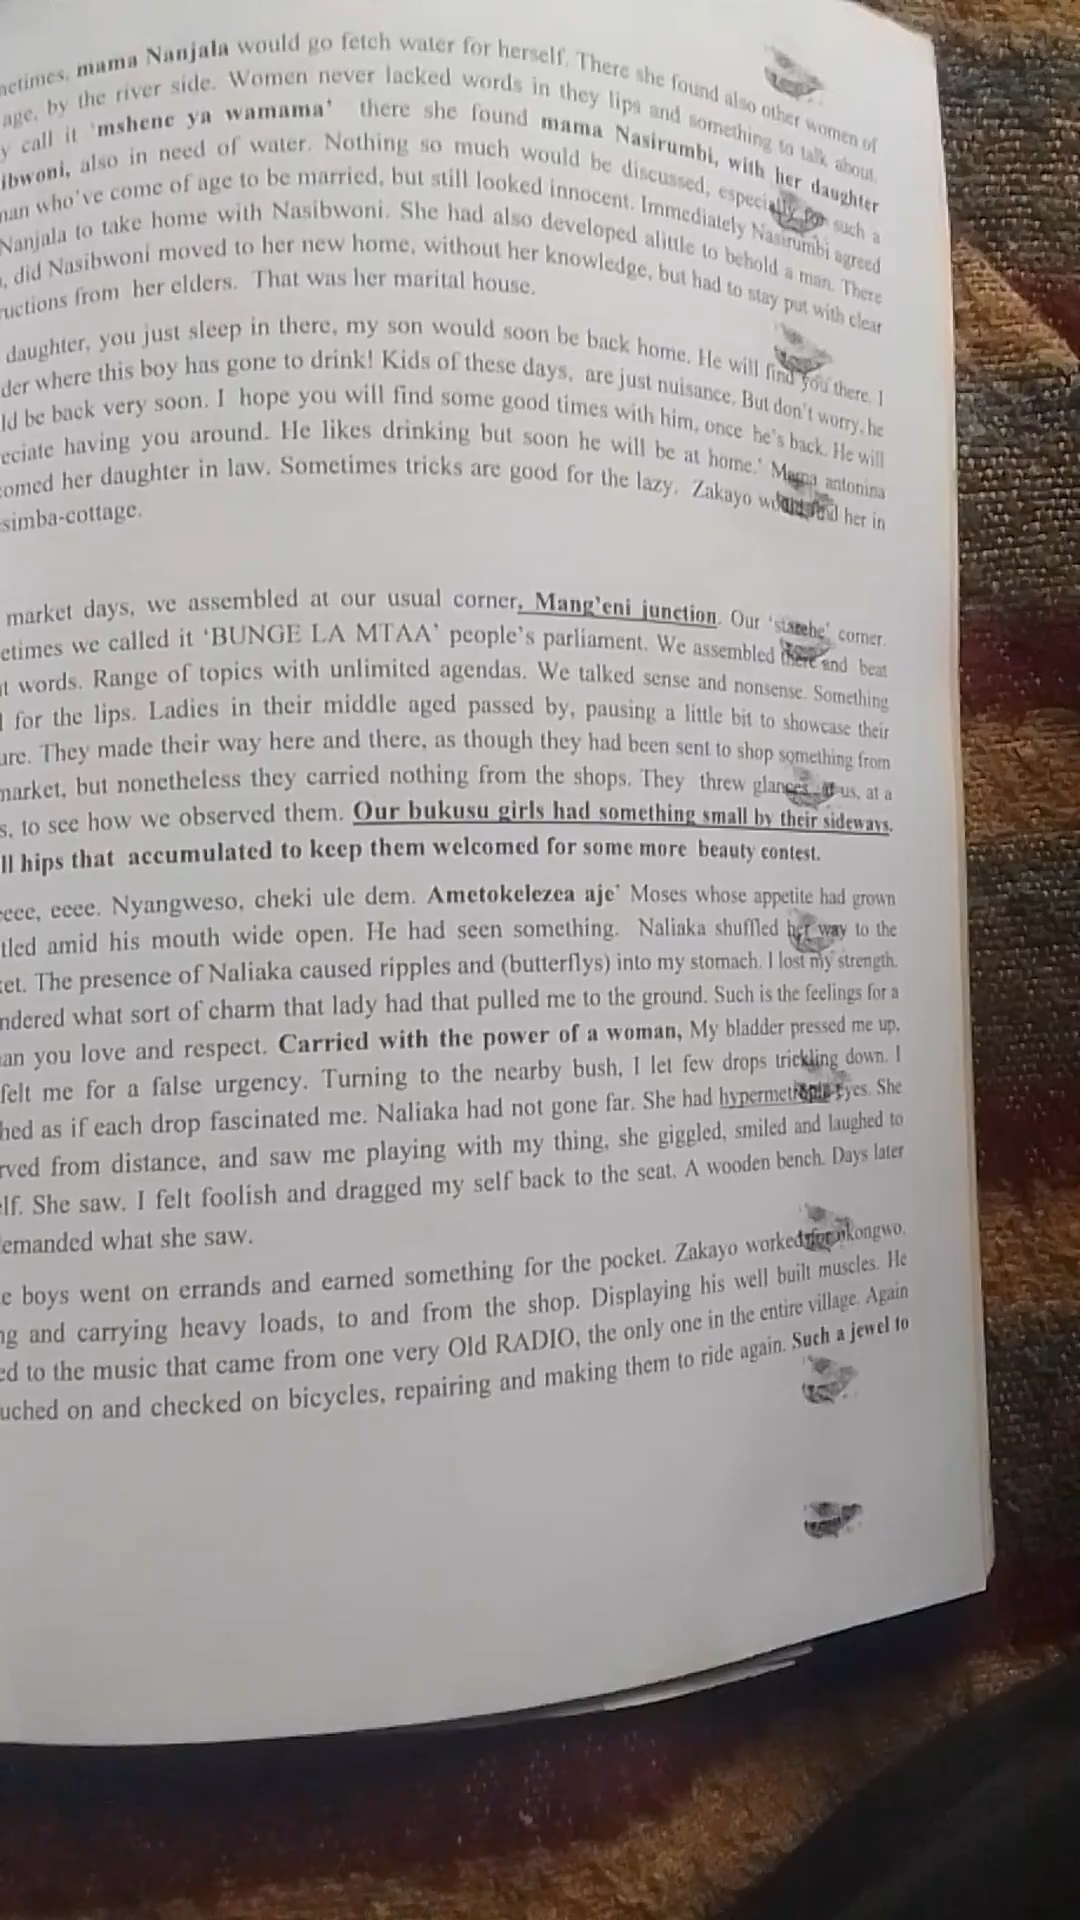 mama Nanjala would go fetch water for herself. There she found also other women of
age, by the river side. Women never lacked words in they lips and something to talk about.
call it 'mshene ya wamama' there she found mama Nasirumbi, with her daughter
also in need of water. Nothing so much would be discussed, especially for such a
who've come of age to be married, but still looked innocent. Immediately Nasirumbi agreed
Nanjala to take home with Nasibwoni. She had also developed alittle to behold a man. There
did Nasibwoni moved to her new home, without her knowledge, but had to stay put with clear
from her elders. That was her marital house.
daughter, you just sleep in there, my son would soon be back home. He will find you there. I
where this boy has gone to drink! Kids of these days, are just nuisance. But don't worry, he
be back very soon. I hope you will find some good times with him, once he's back. He will
having you around. He likes drinking but soon he will be at home.' Mama antonina
her daughter in law. Sometimes tricks are good for the lazy. Zakayo would find her in
simba-cottage.
market days, we assembled at our usual corner, Mang'eni junction. Our 'starehe' corner.
we called it 'BUNGE LA MTAA' people's parliament. We assembled there and beat
words. Range of topics with unlimited agendas. We talked sense and nonsense. Something
for the lips. Ladies in their middle aged passed by, pausing a little bit to showcase their
They made their way here and there, as though they had been sent to shop something from
market, but nonetheless they carried nothing from the shops. They threw glances at us, at a
to see how we observed them. Our bukusu girls had something small by their sideways.
hips that accumulated to keep them welcomed for some more beauty contest.
eeee. Nyangweso, cheki ule dem. Ametokelezea aje' Moses whose appetite had grown
amid his mouth wide open. He had seen something. Naliaka shuffled her way to the
The presence of Naliaka caused ripples and (butterflys) into my stomach. I lost my strength.
what sort of charm that lady had that pulled me to the ground. Such is the feelings for a
you love and respect. Carried with the power of a woman, My bladder pressed me up,
felt me for a false urgency. Turning to the nearby bush, I let few drops trickling down. I
as if each drop fascinated me. Naliaka had not gone far. She had hypermetropia eyes. She
from distance, and saw me playing with my thing, she giggled, smiled and laughed to
She saw. I felt foolish and dragged my self back to the seat. A wooden bench. Days later
what she saw.
boys went on errands and earned something for the pocket. Zakayo worked for okongwo,
and carrying heavy loads, to and from the shop. Displaying his well built muscles. He
to the music that came from one very Old RADIO, the only one in the entire village. Again
on and checked on bicycles, repairing and making them to ride again. Such a jewel to